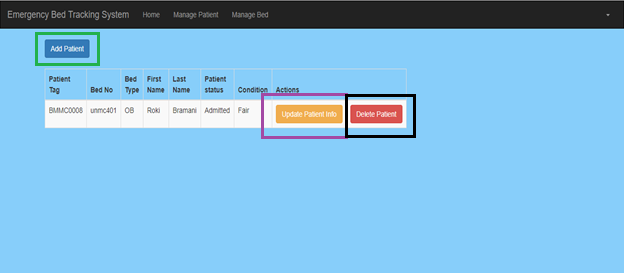 Emergency Bed Tracking System Home Manage Patient Manage Bed
Add Patient
Patient Tag Bed No Bed Type First Name Last Name Patient status Condition Actions
BMMC0008 unmc401 OB Roki Bramani Admitted Fair Update Patient Info Delete Patient